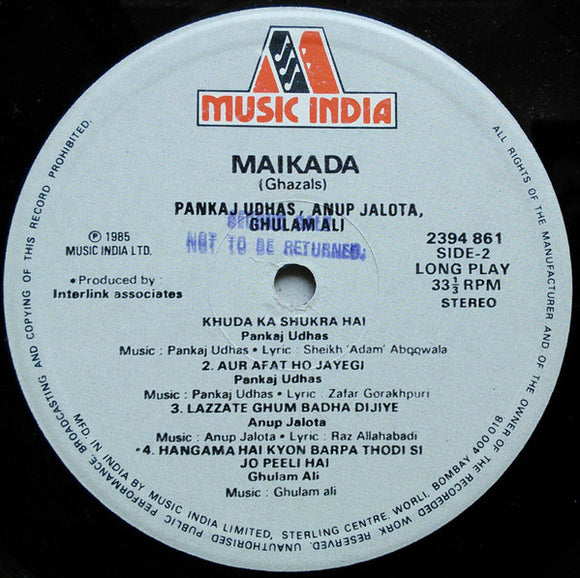 MUSIC INDIA
MAIKADA
(Ghazals)
PANKAJ UDHAS, ANUP JALOTA,
GHULAM ALI
NOT TO BE RETURNED.
℗ 1985
MUSIC INDIA LTD.
• Produced by :
Interlink associates
2394 861
SIDE-2
LONG PLAY
33⅓ RPM
STEREO
KHUDA KA SHUKRA HAI
Pankaj Udhas
Music : Pankaj Udhas • Lyric : Sheikh 'Adam' Abqowala
2. AUR AFAT HO JAYEGI
Pankaj Udhas
Music : Pankaj Udhas • Lyric : Zafar Gorakhpuri
3. LAZZATE GHUM BADHA DIJIYE
Anup Jalota
Music : Anup Jalota • Lyric : Raz Allahabadi
• 4. HANGAMA HAI KYON BARPA THODI SI
JO PEELI HAI
Ghulam Ali
Music : Ghulam ali
MFD. IN INDIA BY MUSIC INDIA LIMITED, STERLING CENTRE, WORLI, BOMBAY 400 018
ALL RIGHTS OF THE MANUFACTURER AND OF THE OWNER OF THE RECOREDED WORK RESERVED. UNAUTHORISED PUBLIC PERFORMANCE, BROADCASTING AND COPYING OF THIS RECORD PROHIBITED.